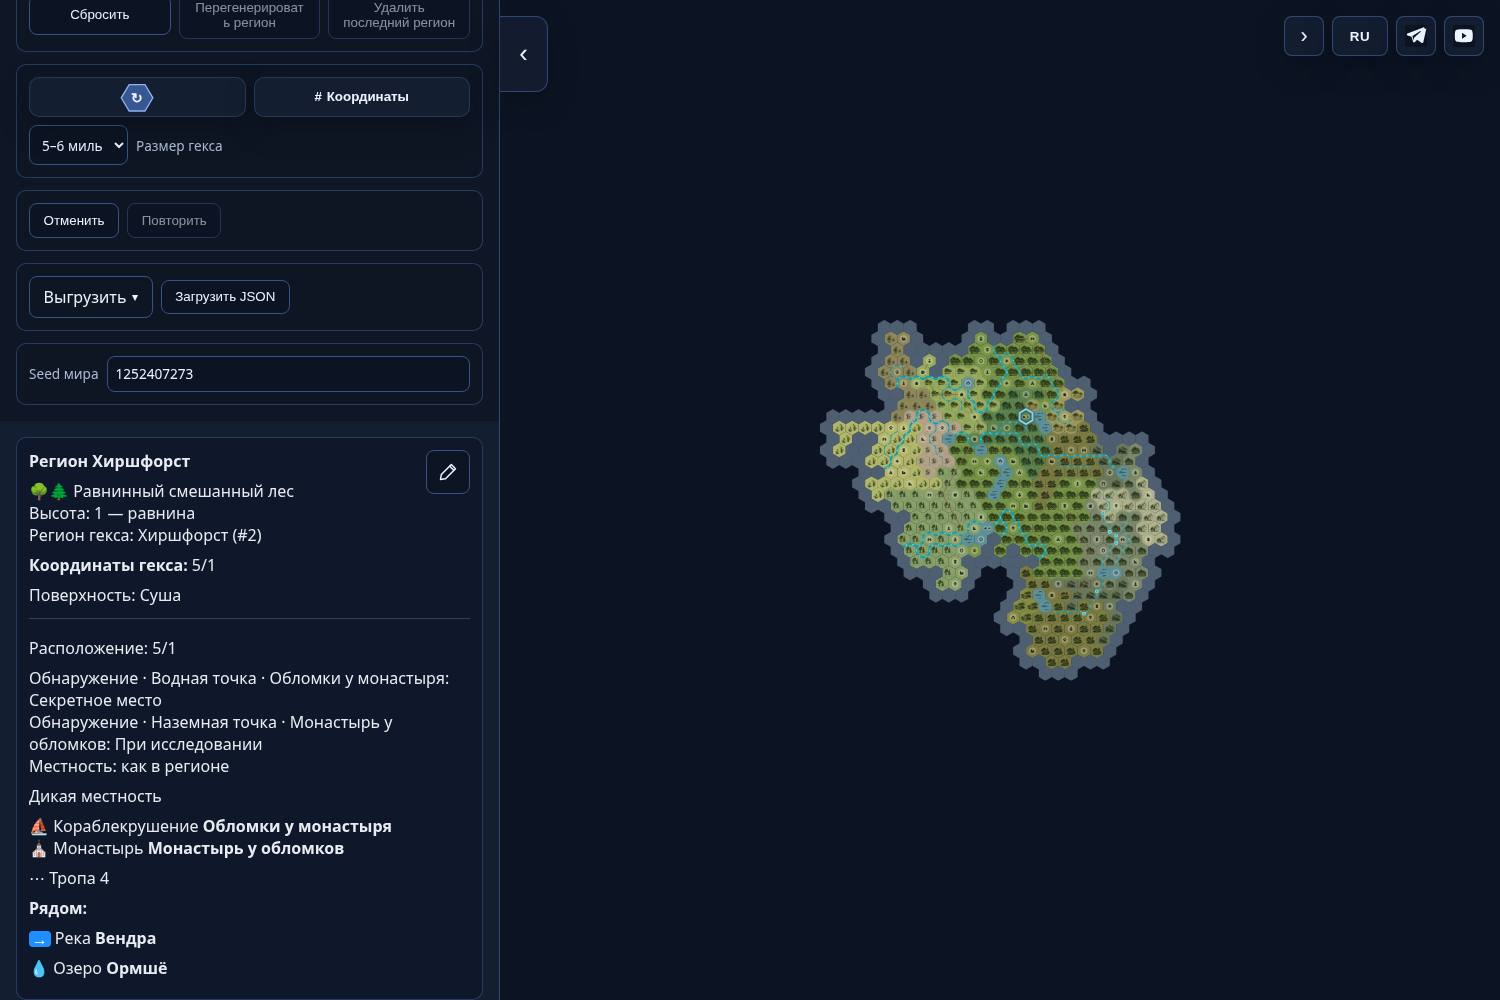 Сбросить
Перегенерироват
ь регион
Удалить
последний регион
‹
›
RU
↻
# Координаты
5–6 миль
Размер гекса
Отменить
Повторить
Выгрузить ▾
Загрузить JSON
Seed мира
1252407273
Регион Хиршфорст
🌳🌲 Равнинный смешанный лес
Высота: 1 — равнина
Регион гекса: Хиршфорст (#2)
Координаты гекса: 5/1
Поверхность: Суша
Расположение: 5/1
Обнаружение · Водная точка · Обломки у монастыря:
Секретное место
Обнаружение · Наземная точка · Монастырь у
обломков: При исследовании
Местность: как в регионе
Дикая местность
⛵ Кораблекрушение Обломки у монастыря
⛪ Монастырь Монастырь у обломков
⋯ Тропа 4
Рядом:
→ Река Вендра
💧 Озеро Ормшё